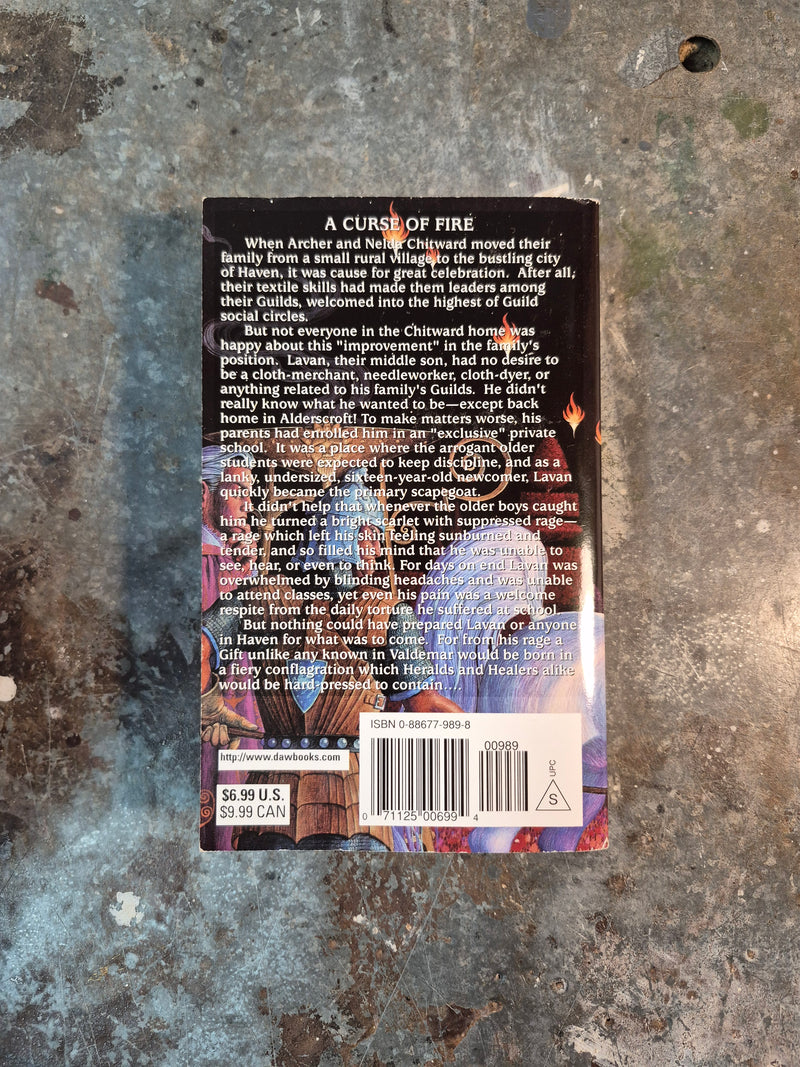 A CURSE OF FIRE
When Archer and Nelda Chitward moved their
family from a small rural village to the bustling city
of Haven, it was cause for great celebration. After all,
their textile skills had made them leaders among
their Guilds, welcomed into the highest of Guild
social circles.
But not everyone in the Chitward home was
happy about this "improvement" in the family's
position. Lavan, their middle son, had no desire to
be a cloth-merchant, needleworker, cloth-dyer, or
anything related to his family's Guilds. He didn't
really know what he wanted to be—except back
home in Alderscroft! To make matters worse, his
parents had enrolled him in an "exclusive" private
school. It was a place where the arrogant older
students were expected to keep discipline, and as a
lanky, undersized, sixteen-year-old newcomer, Lavan
quickly became the primary scapegoat.
It didn't help that whenever the older boys caught
him he turned a bright scarlet with suppressed rage—
a rage which left his skin feeling sunburned and
tender, and so filled his mind that he was unable to
see, hear, or even to think. For days on end Lavan was
overwhelmed by blinding headaches and was unable
to attend classes, yet even his pain was a welcome
respite from the daily torture he suffered at school.
But nothing could have prepared Lavan or anyone
in Haven for what was to come. For from his rage a
Gift unlike any known in Valdemar would be born in
a fiery conflagration which Heralds and Healers alike
would be hard-pressed to contain....
ISBN 0-88677-989-8
00989
http://www.dawbooks.com
$6.99 U.S.
$9.99 CAN
0 71125 00699 4
S UPC